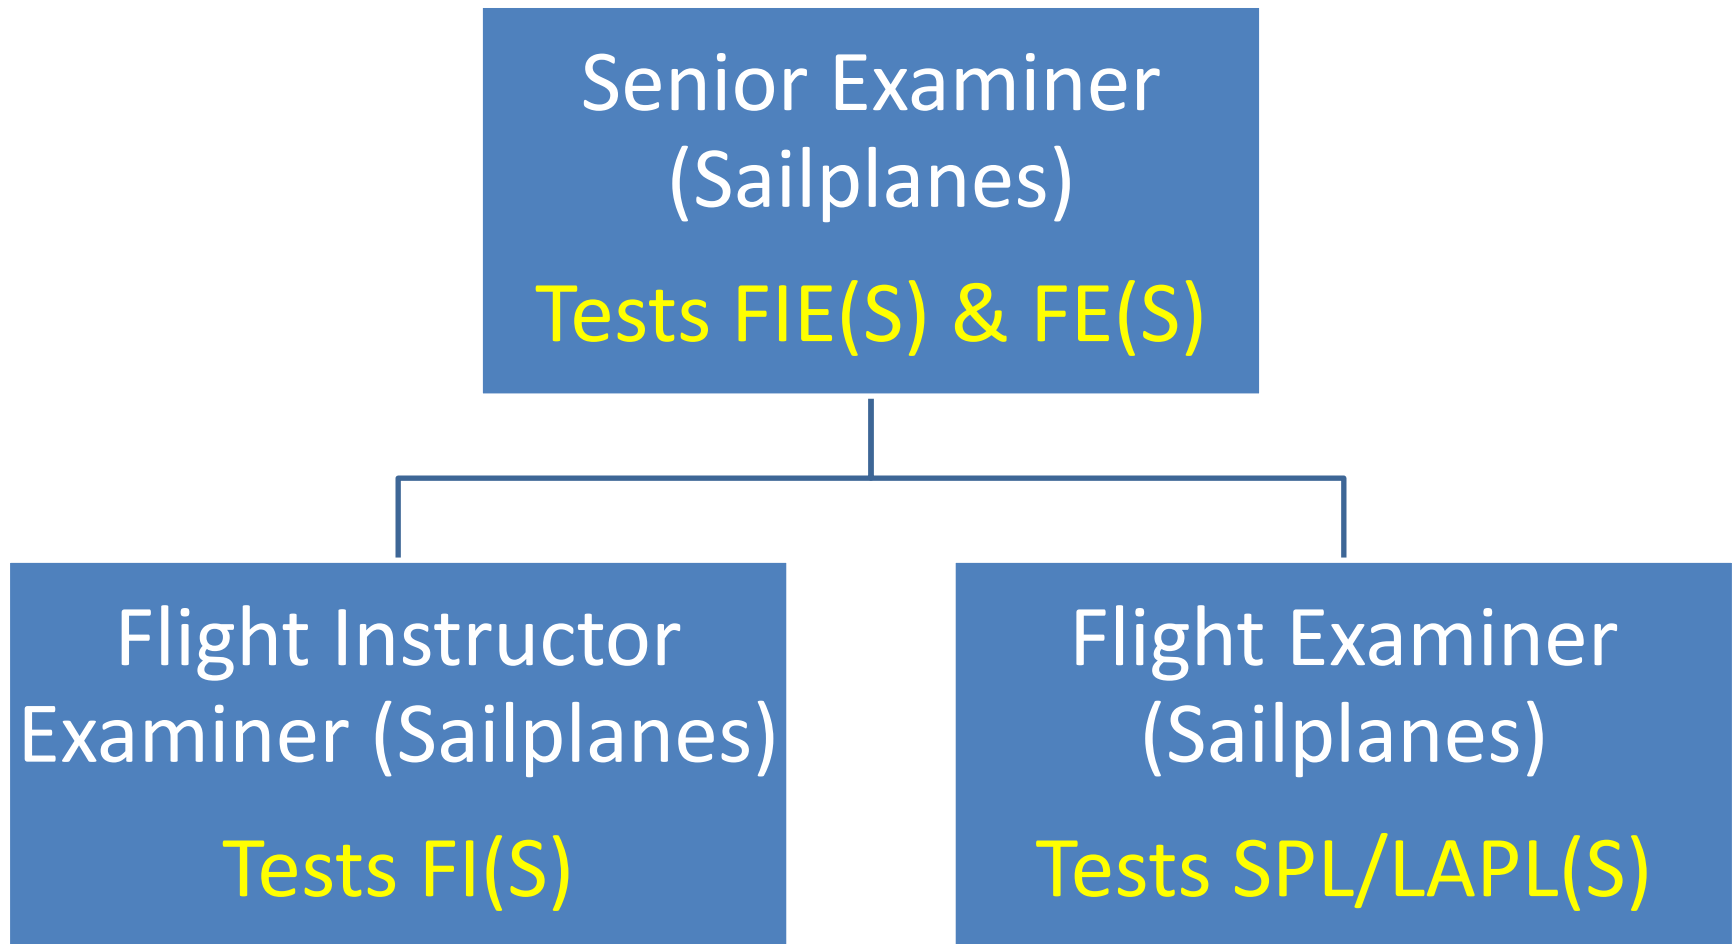 Senior Examiner
(Sailplanes)
Tests FIE(S) & FE(S)
Flight Instructor
Examiner (Sailplanes)
Tests FI(S)
Flight Examiner
(Sailplanes)
Tests SPL/LAPL(S)